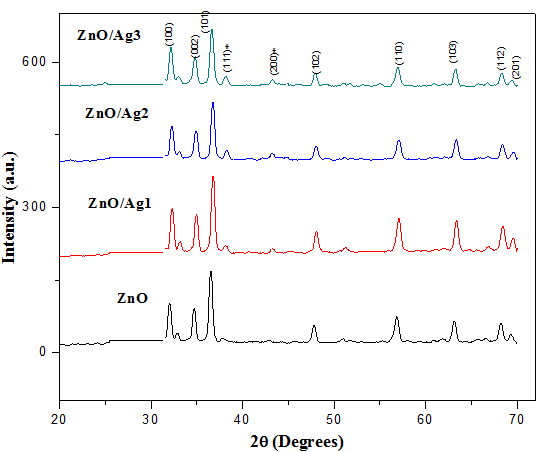 (100)
(002)
(101)
(111)*
(200)*
(102)
(110)
(103)
(112)
(201)
ZnO/Ag3
ZnO/Ag2
ZnO/Ag1
ZnO
600
300
0
Intensity (a.u.)
20 30 40 50 60 70
2θ (Degrees)